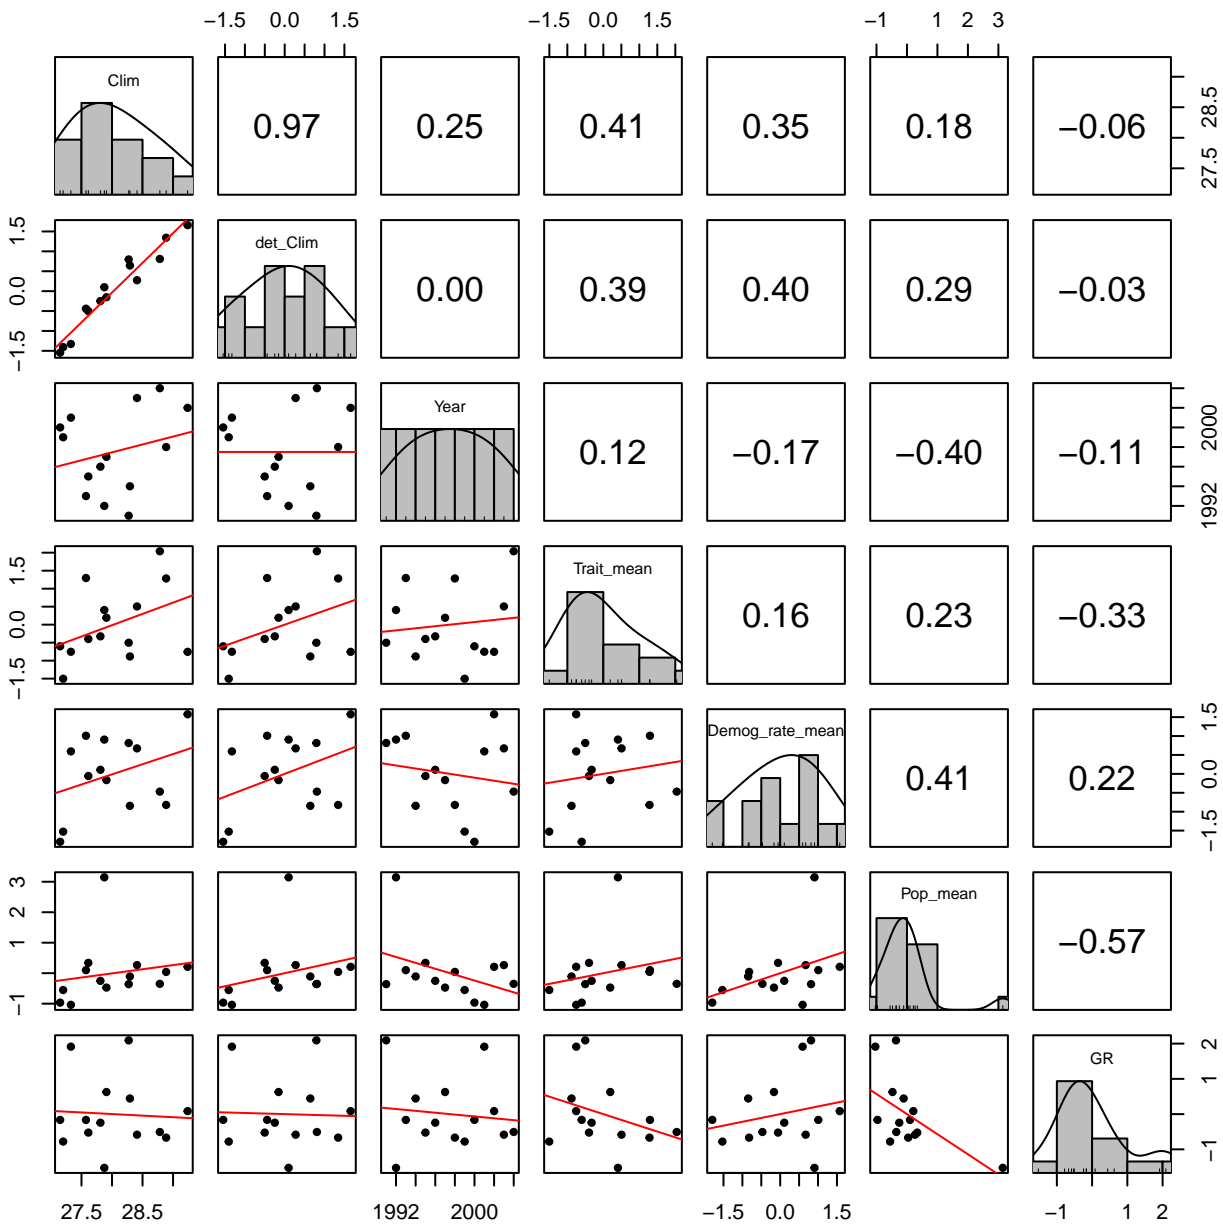 −1.5 0.0 1.5 −1.5 0.0 1.5 −1 1 3
Clim 0.97 0.25 0.41 0.35 0.18 −0.06 27.5 28.5
−1.5 0.0 1.5 det_Clim 0.00 0.39 0.40 0.29 −0.03
Year 0.12 −0.17 −0.40 −0.11 1992 2000
−1.5 0.0 1.5 Trait_mean 0.16 0.23 −0.33
Demog_rate_mean 0.41 0.22 −1.5 0.0 1.5
−1 1 2 3 Pop_mean −0.57
GR −1 1 2
27.5 28.5 1992 2000 −1.5 0.0 1.5 −1 1 2